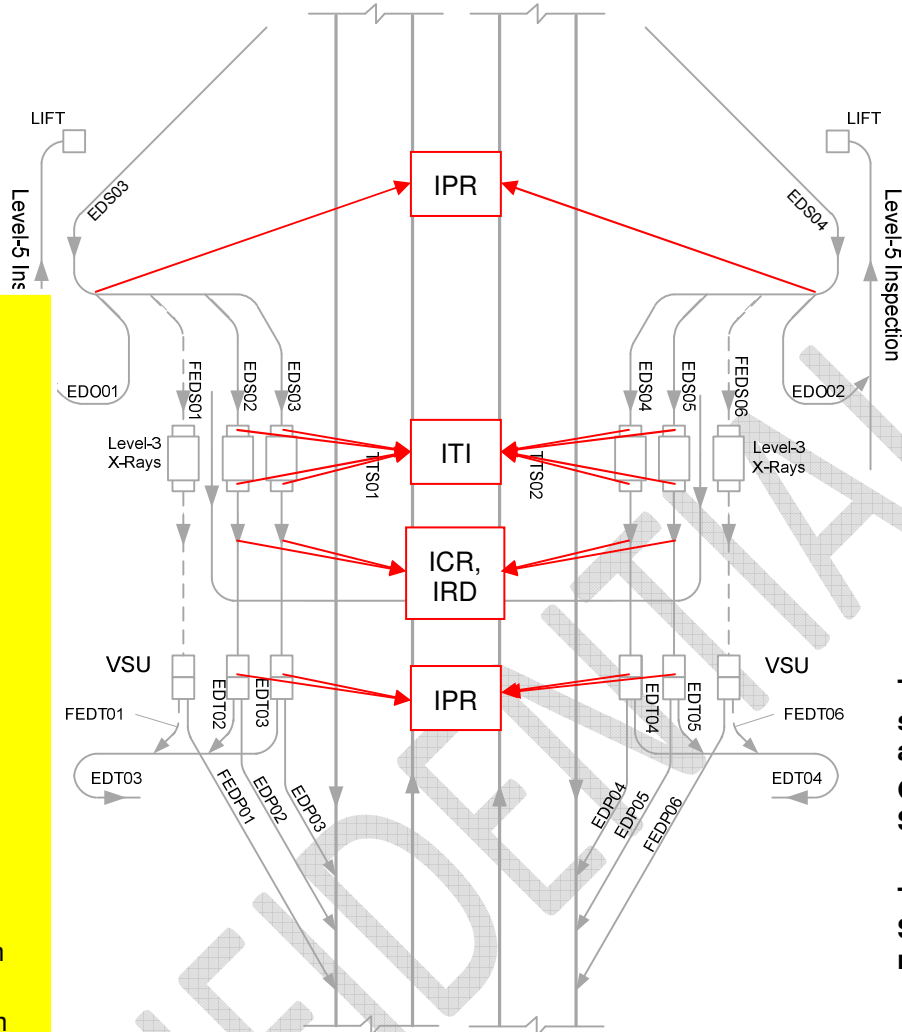 LIFT
LIFT
IPR
EDS03
EDS04
Level-5 Ins
Level-5 Inspection
EDO01
FEDS01
EDS02
EDS03
EDS04
EDS05
FEDS06
EDO02
Level-3
X-Rays
TTS01
ITI
TTS02
Level-3
X-Rays
ICR,
IRD
VSU
EDT02
EDT03
IPR
EDT04
EDT05
VSU
FEDT01
FEDT06
EDT03
EDT04
FEDP01
EDP02
EDP03
EDP04
EDP05
FEDP06